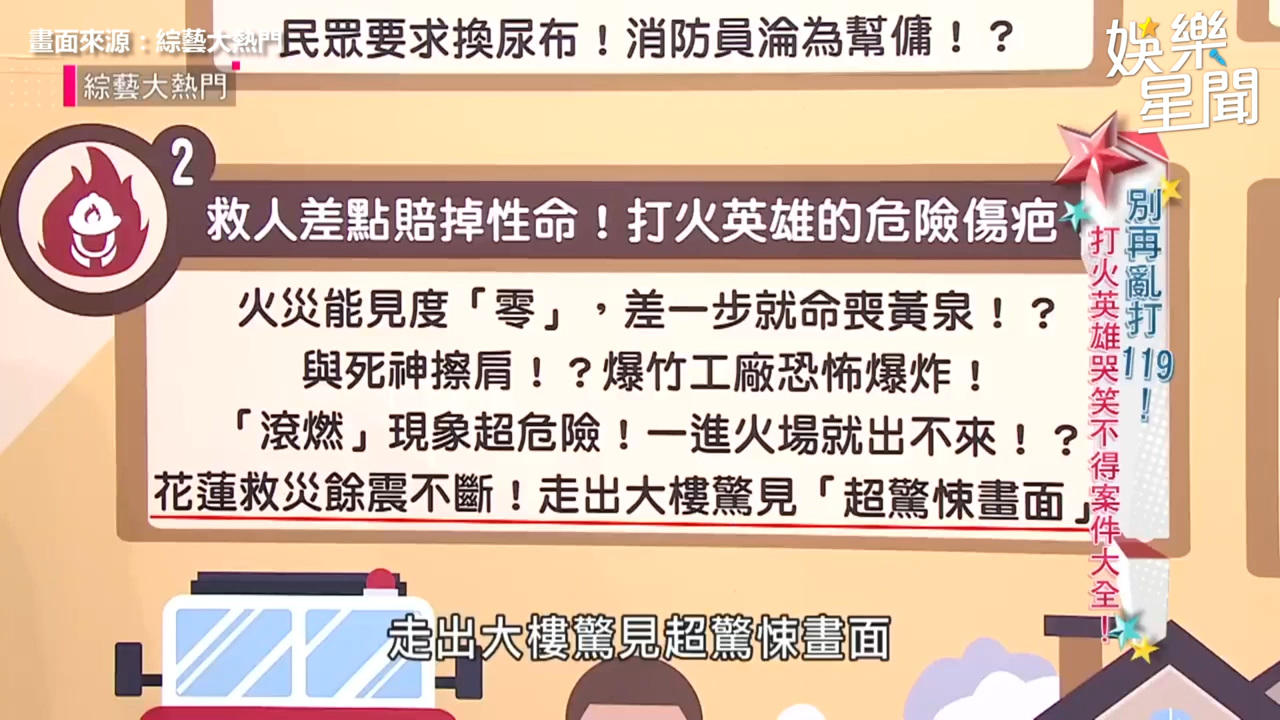 民眾要求換尿布！消防員淪為幫傭！？
畫面來源：綜藝大熱門
綜藝大熱門
娛樂
星聞
2
救人差點賠掉性命！打火英雄的危險傷疤
火災能見度「零」，差一步就命喪黃泉！？
與死神擦肩！？爆竹工廠恐怖爆炸！
「滾燃」現象超危險！一進火場就出不來！？
花蓮救災餘震不斷！走出大樓驚見「超驚悚畫面」
別再亂打119！
打火英雄哭笑不得案件大全！
走出大樓驚見超驚悚畫面